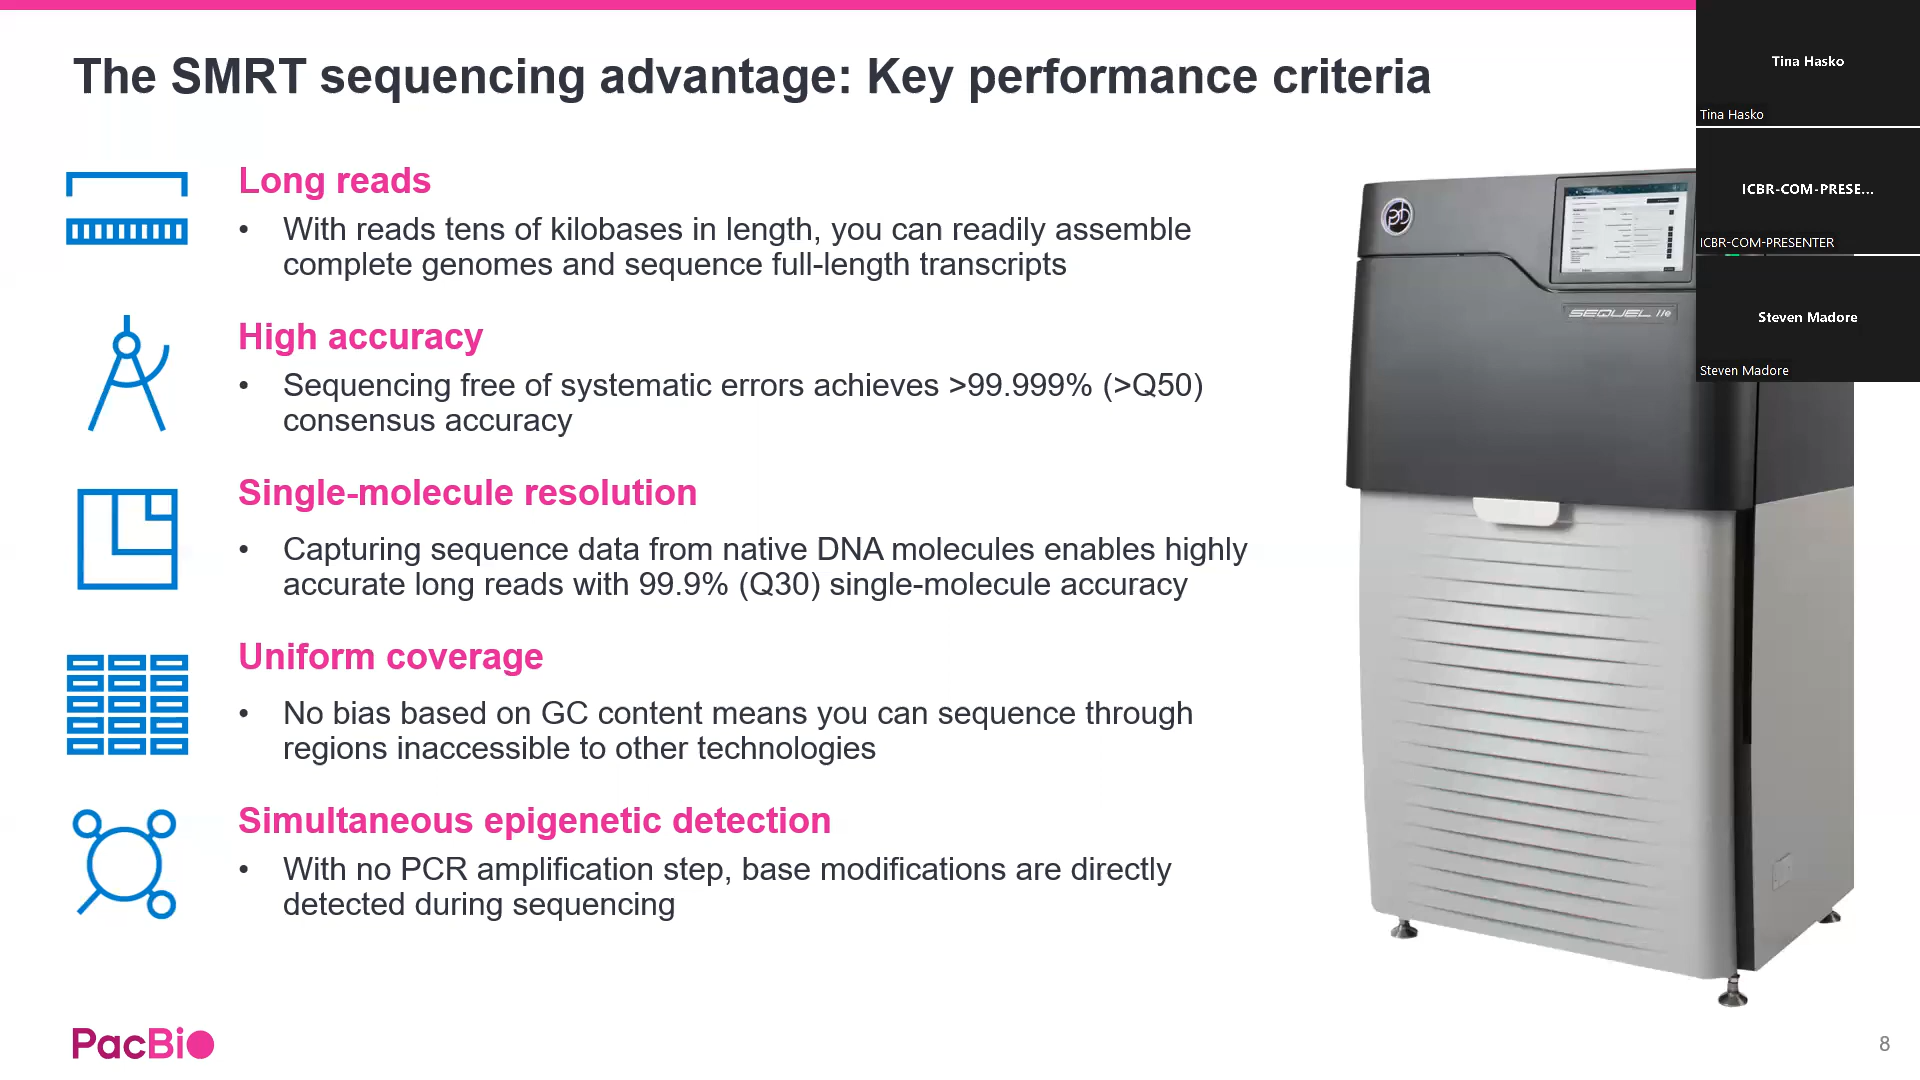 The SMRT sequencing advantage: Key performance criteria
Long reads
• With reads tens of kilobases in length, you can readily assemble
complete genomes and sequence full-length transcripts
High accuracy
• Sequencing free of systematic errors achieves >99.999% (>Q50)
consensus accuracy
Single-molecule resolution
• Capturing sequence data from native DNA molecules enables highly
accurate long reads with 99.9% (Q30) single-molecule accuracy
Uniform coverage
• No bias based on GC content means you can sequence through
regions inaccessible to other technologies
Simultaneous epigenetic detection
• With no PCR amplification step, base modifications are directly
detected during sequencing
SEQUEL IIe
Tina Hasko
Tina Hasko
ICBR-COM-PRESE...
ICBR-COM-PRESENTER
Steven Madore
Steven Madore
PacBio
8